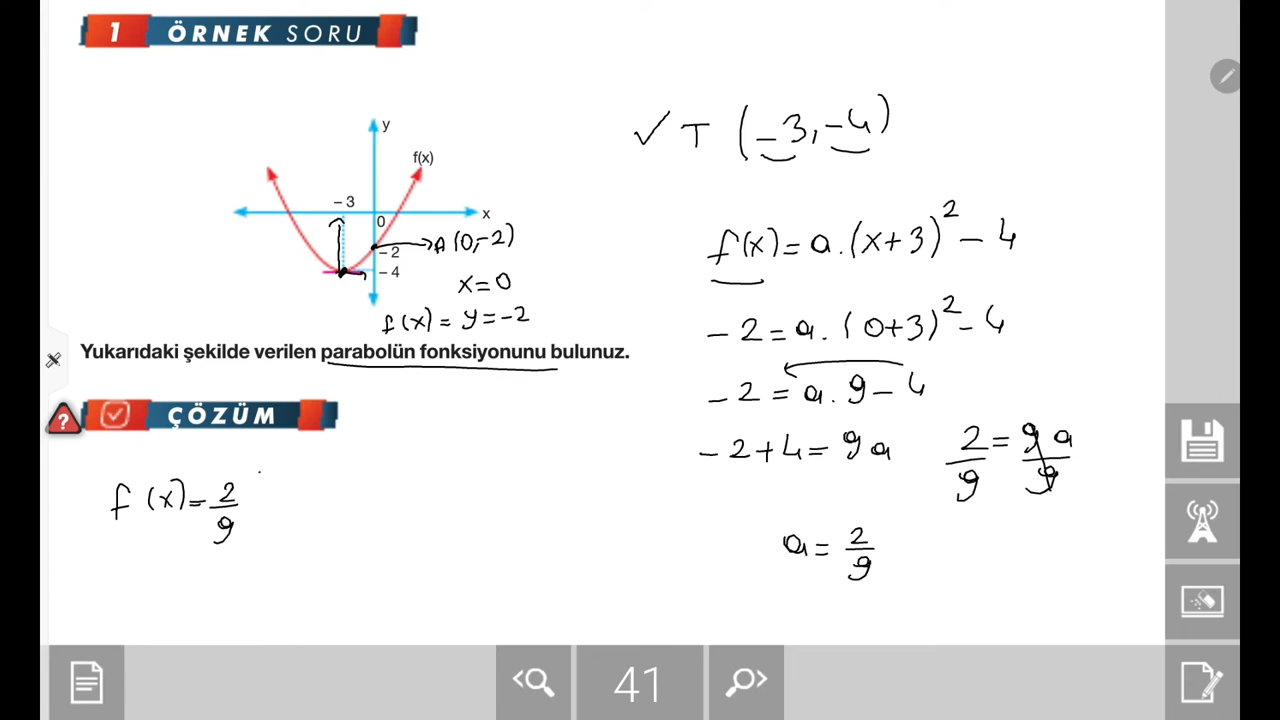 1 ÖRNEK SORU
y
f(x)
- 3
0
x
- 2
- 4
A (0,-2)
x=0
f(x) = y = -2
Yukarıdaki şekilde verilen parabolün fonksiyonunu bulunuz.
? ÇÖZÜM
f(x) = 2/9
✓ T (-3, -4)
f(x) = a.(x+3)² - 4
-2 = a.(0+3)² - 4
-2 = a.9 - 4
-2+4 = 9a
2/9 = 9a/9
a = 2/9
< 41 >